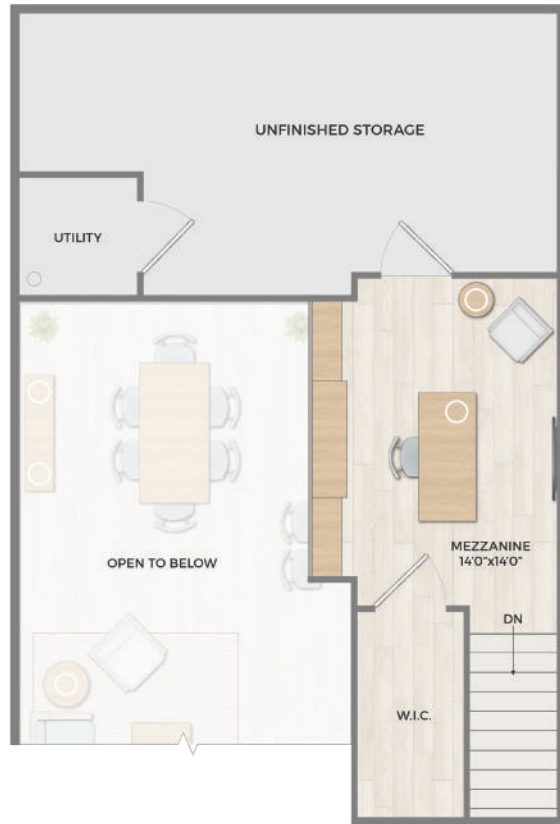 UNFINISHED STORAGE
UTILITY
OPEN TO BELOW
MEZZANINE
14'0"x14'0"
DN
W.I.C.